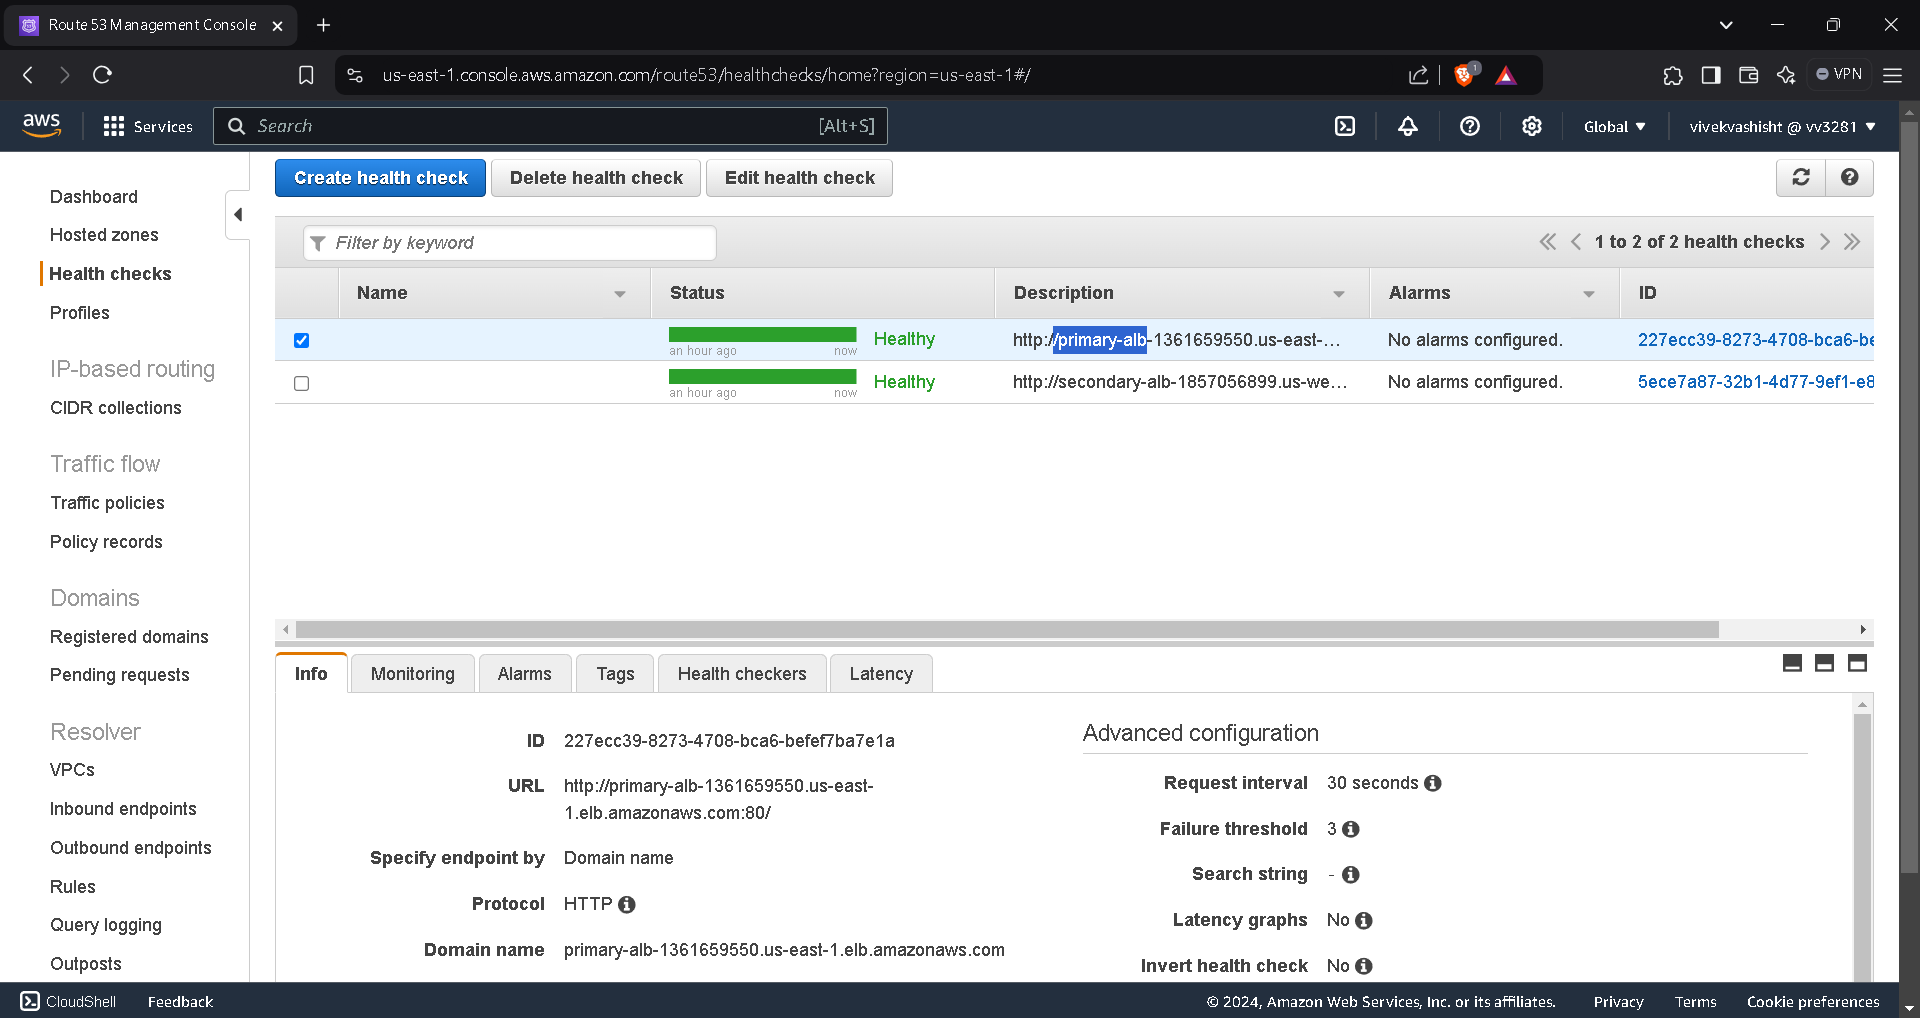 Route 53 Management Console
us-east-1.console.aws.amazon.com/route53/healthchecks/home?region=us-east-1#/
1
VPN
aws
Services
Search
[Alt+S]
Global
vivekvashisht @ vv3281
Dashboard
Hosted zones
Health checks
Profiles
IP-based routing
CIDR collections
Traffic flow
Traffic policies
Policy records
Domains
Registered domains
Pending requests
Resolver
VPCs
Inbound endpoints
Outbound endpoints
Rules
Query logging
Outposts
Create health check
Delete health check
Edit health check
Filter by keyword
1 to 2 of 2 health checks
Name Status Description Alarms ID
Healthy http://primary-alb-1361659550.us-east-... No alarms configured. 227ecc39-8273-4708-bca6-be
an hour ago now
Healthy http://secondary-alb-1857056899.us-we... No alarms configured. 5ece7a87-32b1-4d77-9ef1-e8
an hour ago now
Info Monitoring Alarms Tags Health checkers Latency
ID 227ecc39-8273-4708-bca6-befef7ba7e1a
URL http://primary-alb-1361659550.us-east-
1.elb.amazonaws.com:80/
Specify endpoint by Domain name
Protocol HTTP
Domain name primary-alb-1361659550.us-east-1.elb.amazonaws.com
Advanced configuration
Request interval 30 seconds
Failure threshold 3
Search string -
Latency graphs No
Invert health check No
CloudShell
Feedback
© 2024, Amazon Web Services, Inc. or its affiliates.
Privacy
Terms
Cookie preferences